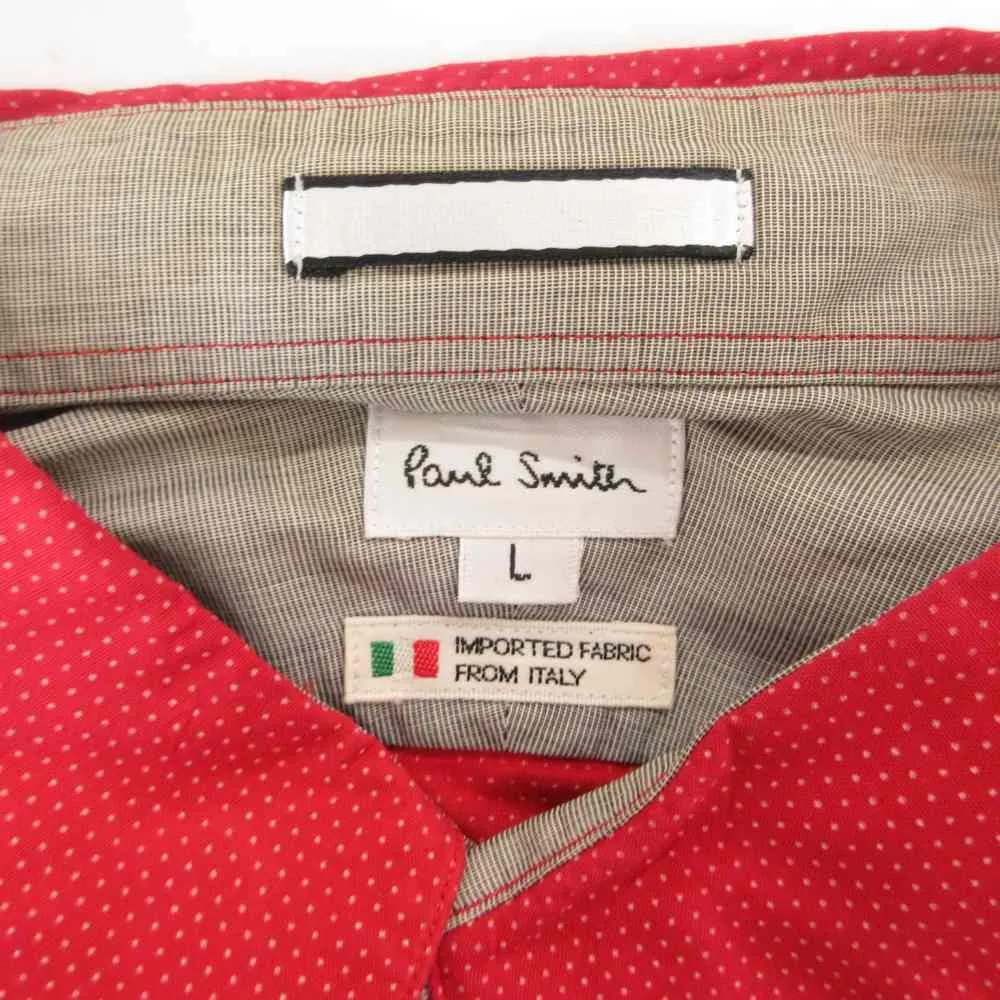 Paul Smith
L
IMPORTED FABRIC
FROM ITALY